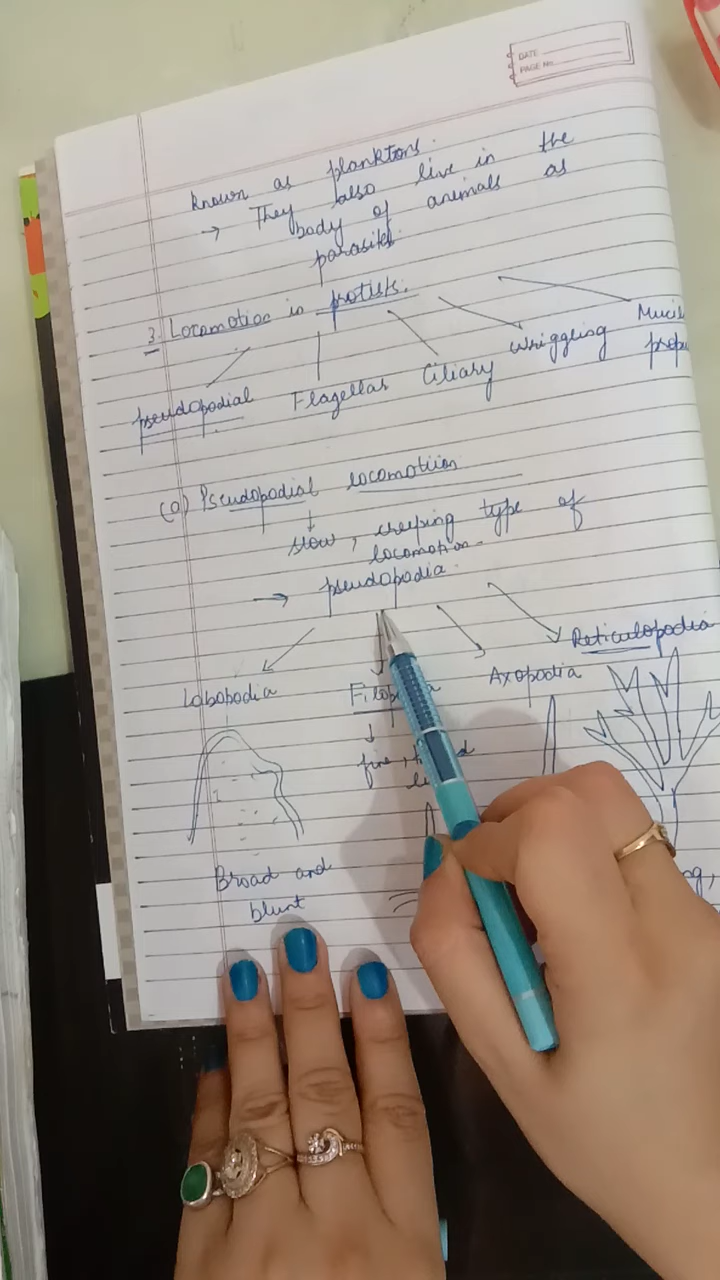 DATE
PAGE No.
known as planktons.
→ They also live in the
body of animals as
parasites.
3. Locomotion in protists.
pseudopodial Flagellar Ciliary wriggling
(a) Pseudopodial locomotiion
slow, creeping type of
locomotion.
→ pseudopodia.
Lobopodia Axopodia Reticulopodia
Broad and
blunt